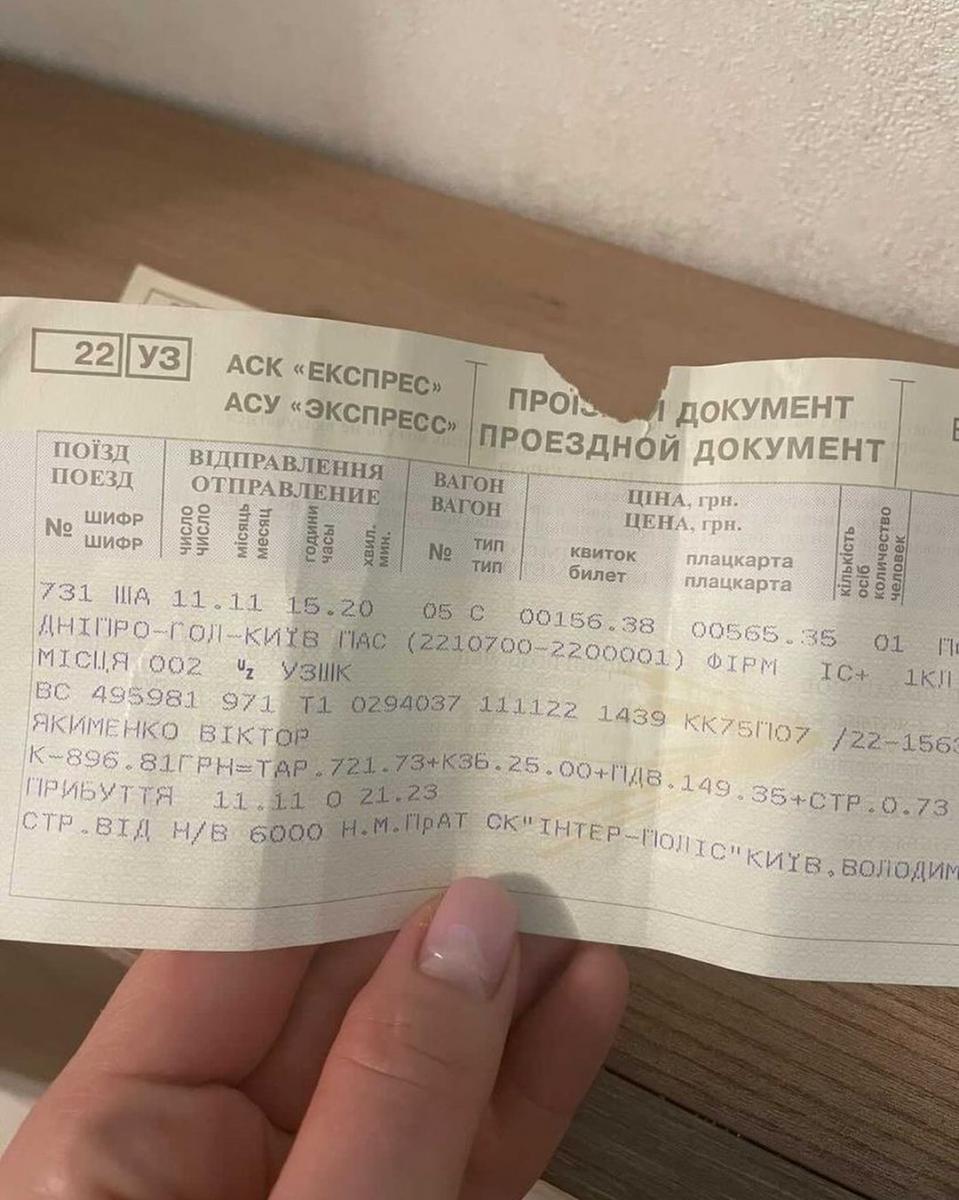 22 УЗ АСК «ЕКСПРЕС» ДОКУМЕНТ
АСУ «ЭКСПРЕСС» ПРОЕЗДНОЙ ДОКУМЕНТ
ПОЇЗД ВІДПРАВЛЕННЯ ВАГОН ЦІНА, грн.
ПОЕЗД ОТПРАВЛЕНИЕ ВАГОН ЦЕНА, грн.
№ ШИФР число місяць години хвил. № ТИП квиток плацкарта кількість осіб
ШИФР число месяц часы мин. ТИП билет плацкарта количество человек
731 ША 11.11 15.20 05 С 00156.38 00565.35 01
ДНІПРО-ГОЛ-КИЇВ ПАС (2210700-2200001) ФІРМ ІС+ 1КЛ
МІСЦЯ 002 UZ УЗШК
ВС 495981 971 Т1 0294037 111122 1439 КК75ПО7 /22-1563
ЯКИМЕНКО ВІКТОР
К-896.81ГРН=ТАР.721.73+КЗБ.25.00+ПДВ.149.35+СТР.0.73
ПРИБУТТЯ 11.11 О 21.23
СТР.ВІД Н/В 6000 Н.М.ПрАТ СК"ІНТЕР-ПОЛІС"КИЇВ,ВОЛОДИМ